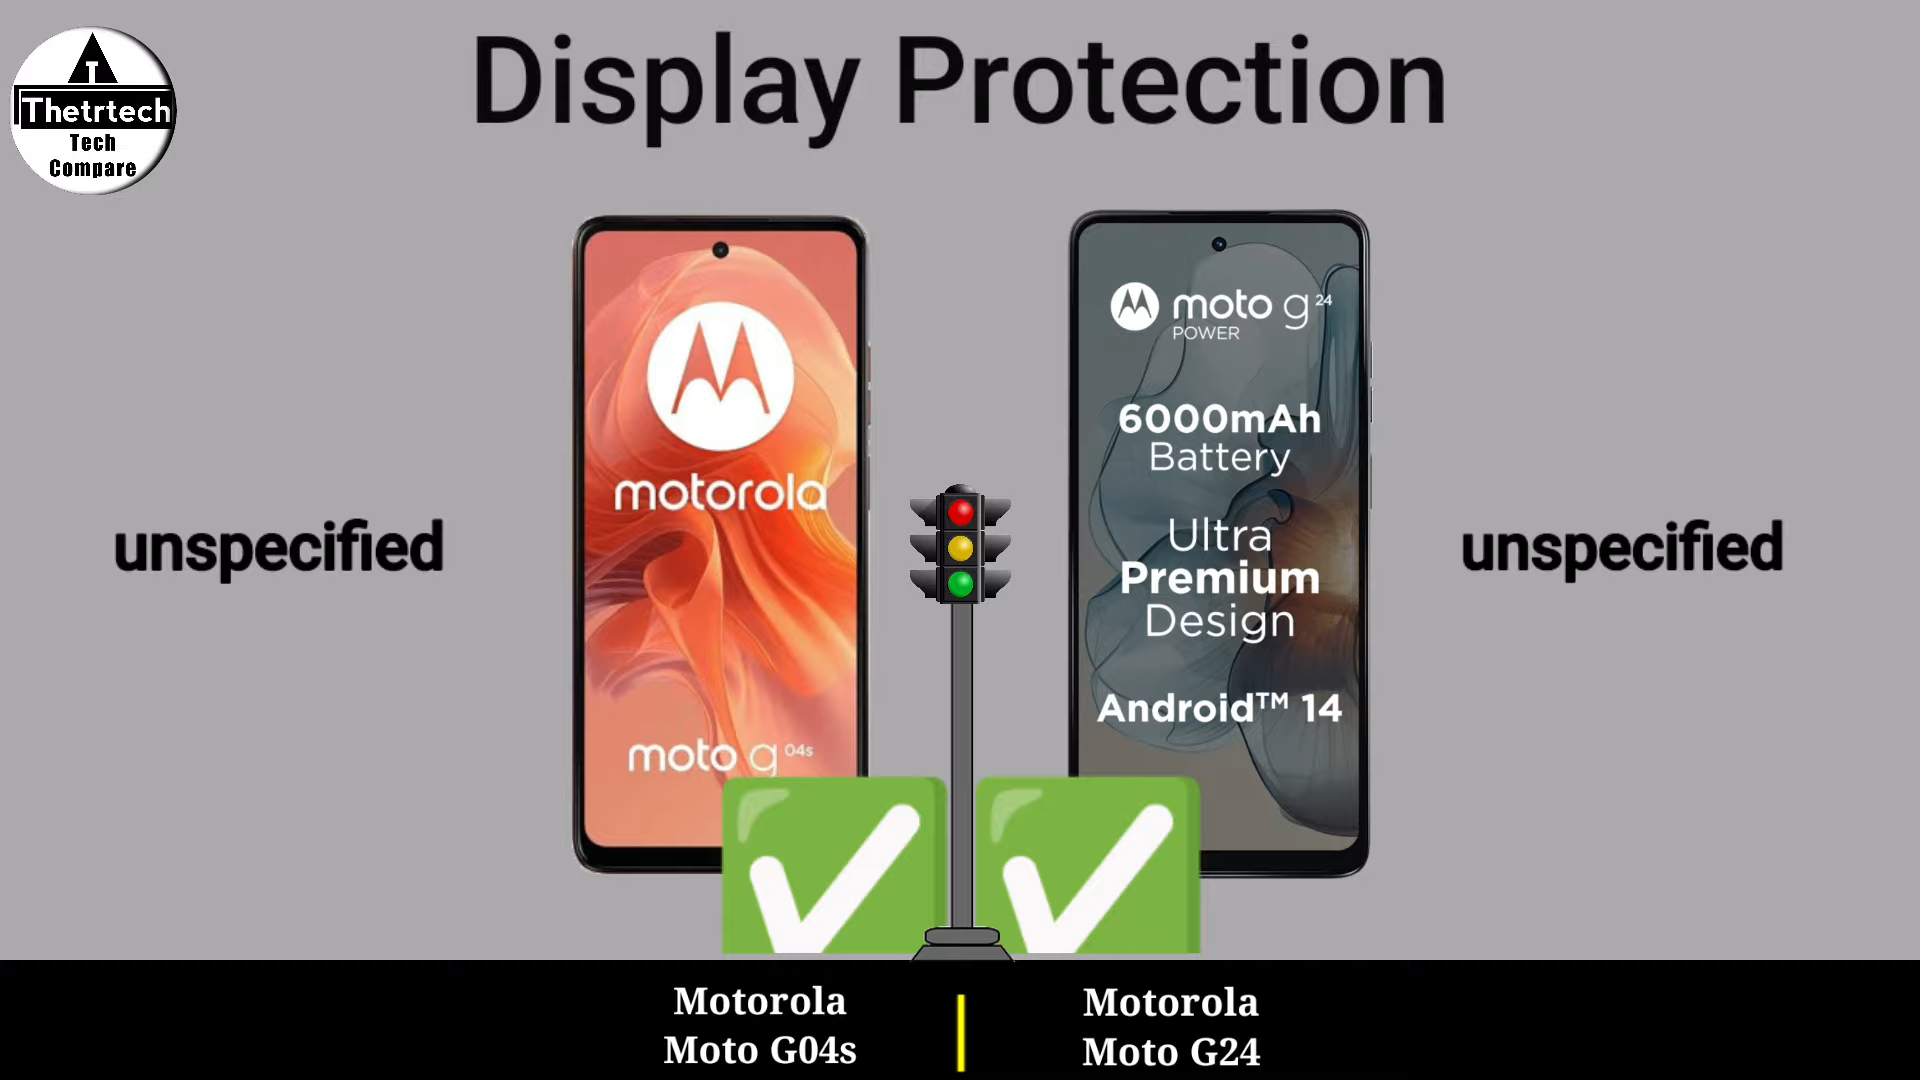 T
Thetrtech
Tech
Compare
Display Protection
unspecified
motorola
moto g 04s
moto g 24
POWER
6000mAh
Battery
Ultra
Premium
Design
Android™ 14
unspecified
Motorola
Moto G04s
Motorola
Moto G24